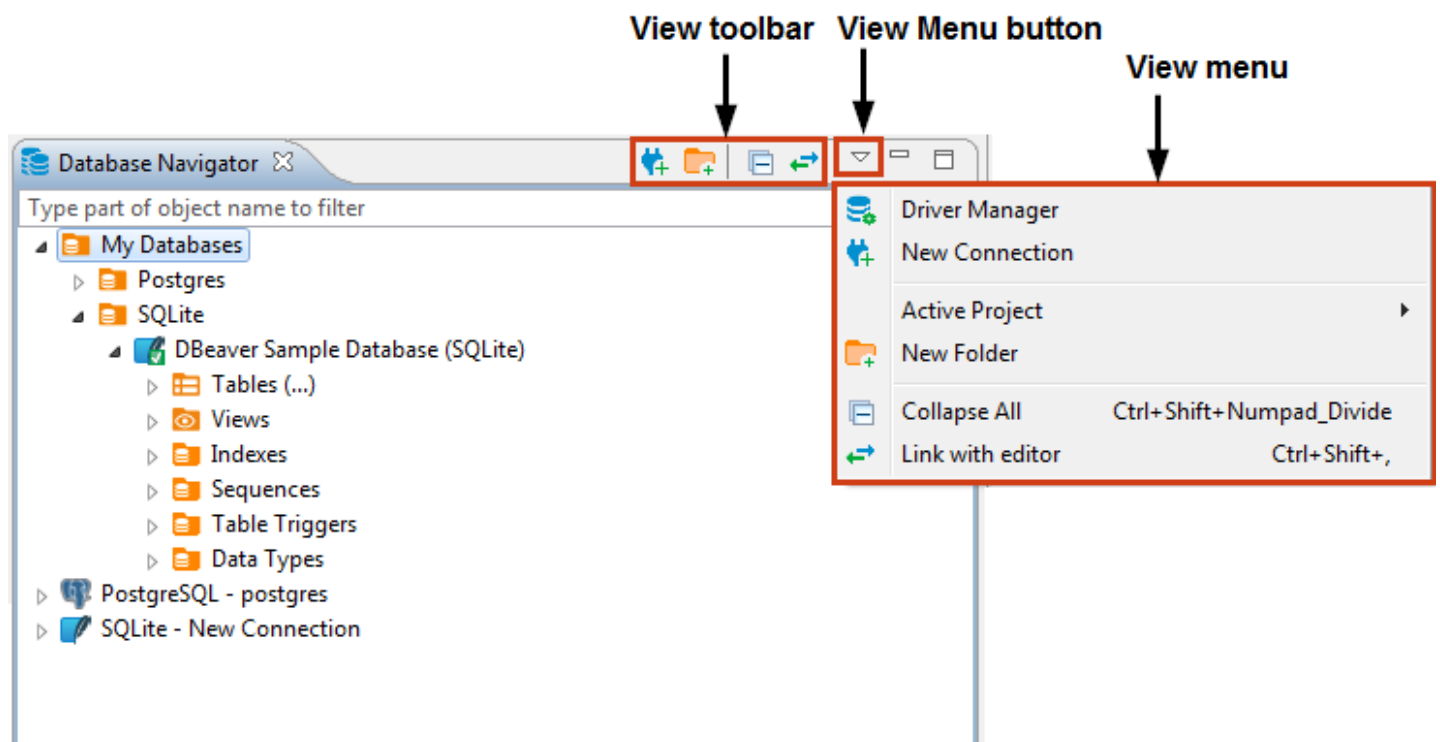 View toolbar View Menu button
View menu
Database Navigator
Type part of object name to filter
My Databases
Postgres
SQLite
DBeaver Sample Database (SQLite)
Tables (...)
Views
Indexes
Sequences
Table Triggers
Data Types
PostgreSQL - postgres
SQLite - New Connection
Driver Manager
New Connection
Active Project
New Folder
Collapse All Ctrl+Shift+Numpad_Divide
Link with editor Ctrl+Shift+,